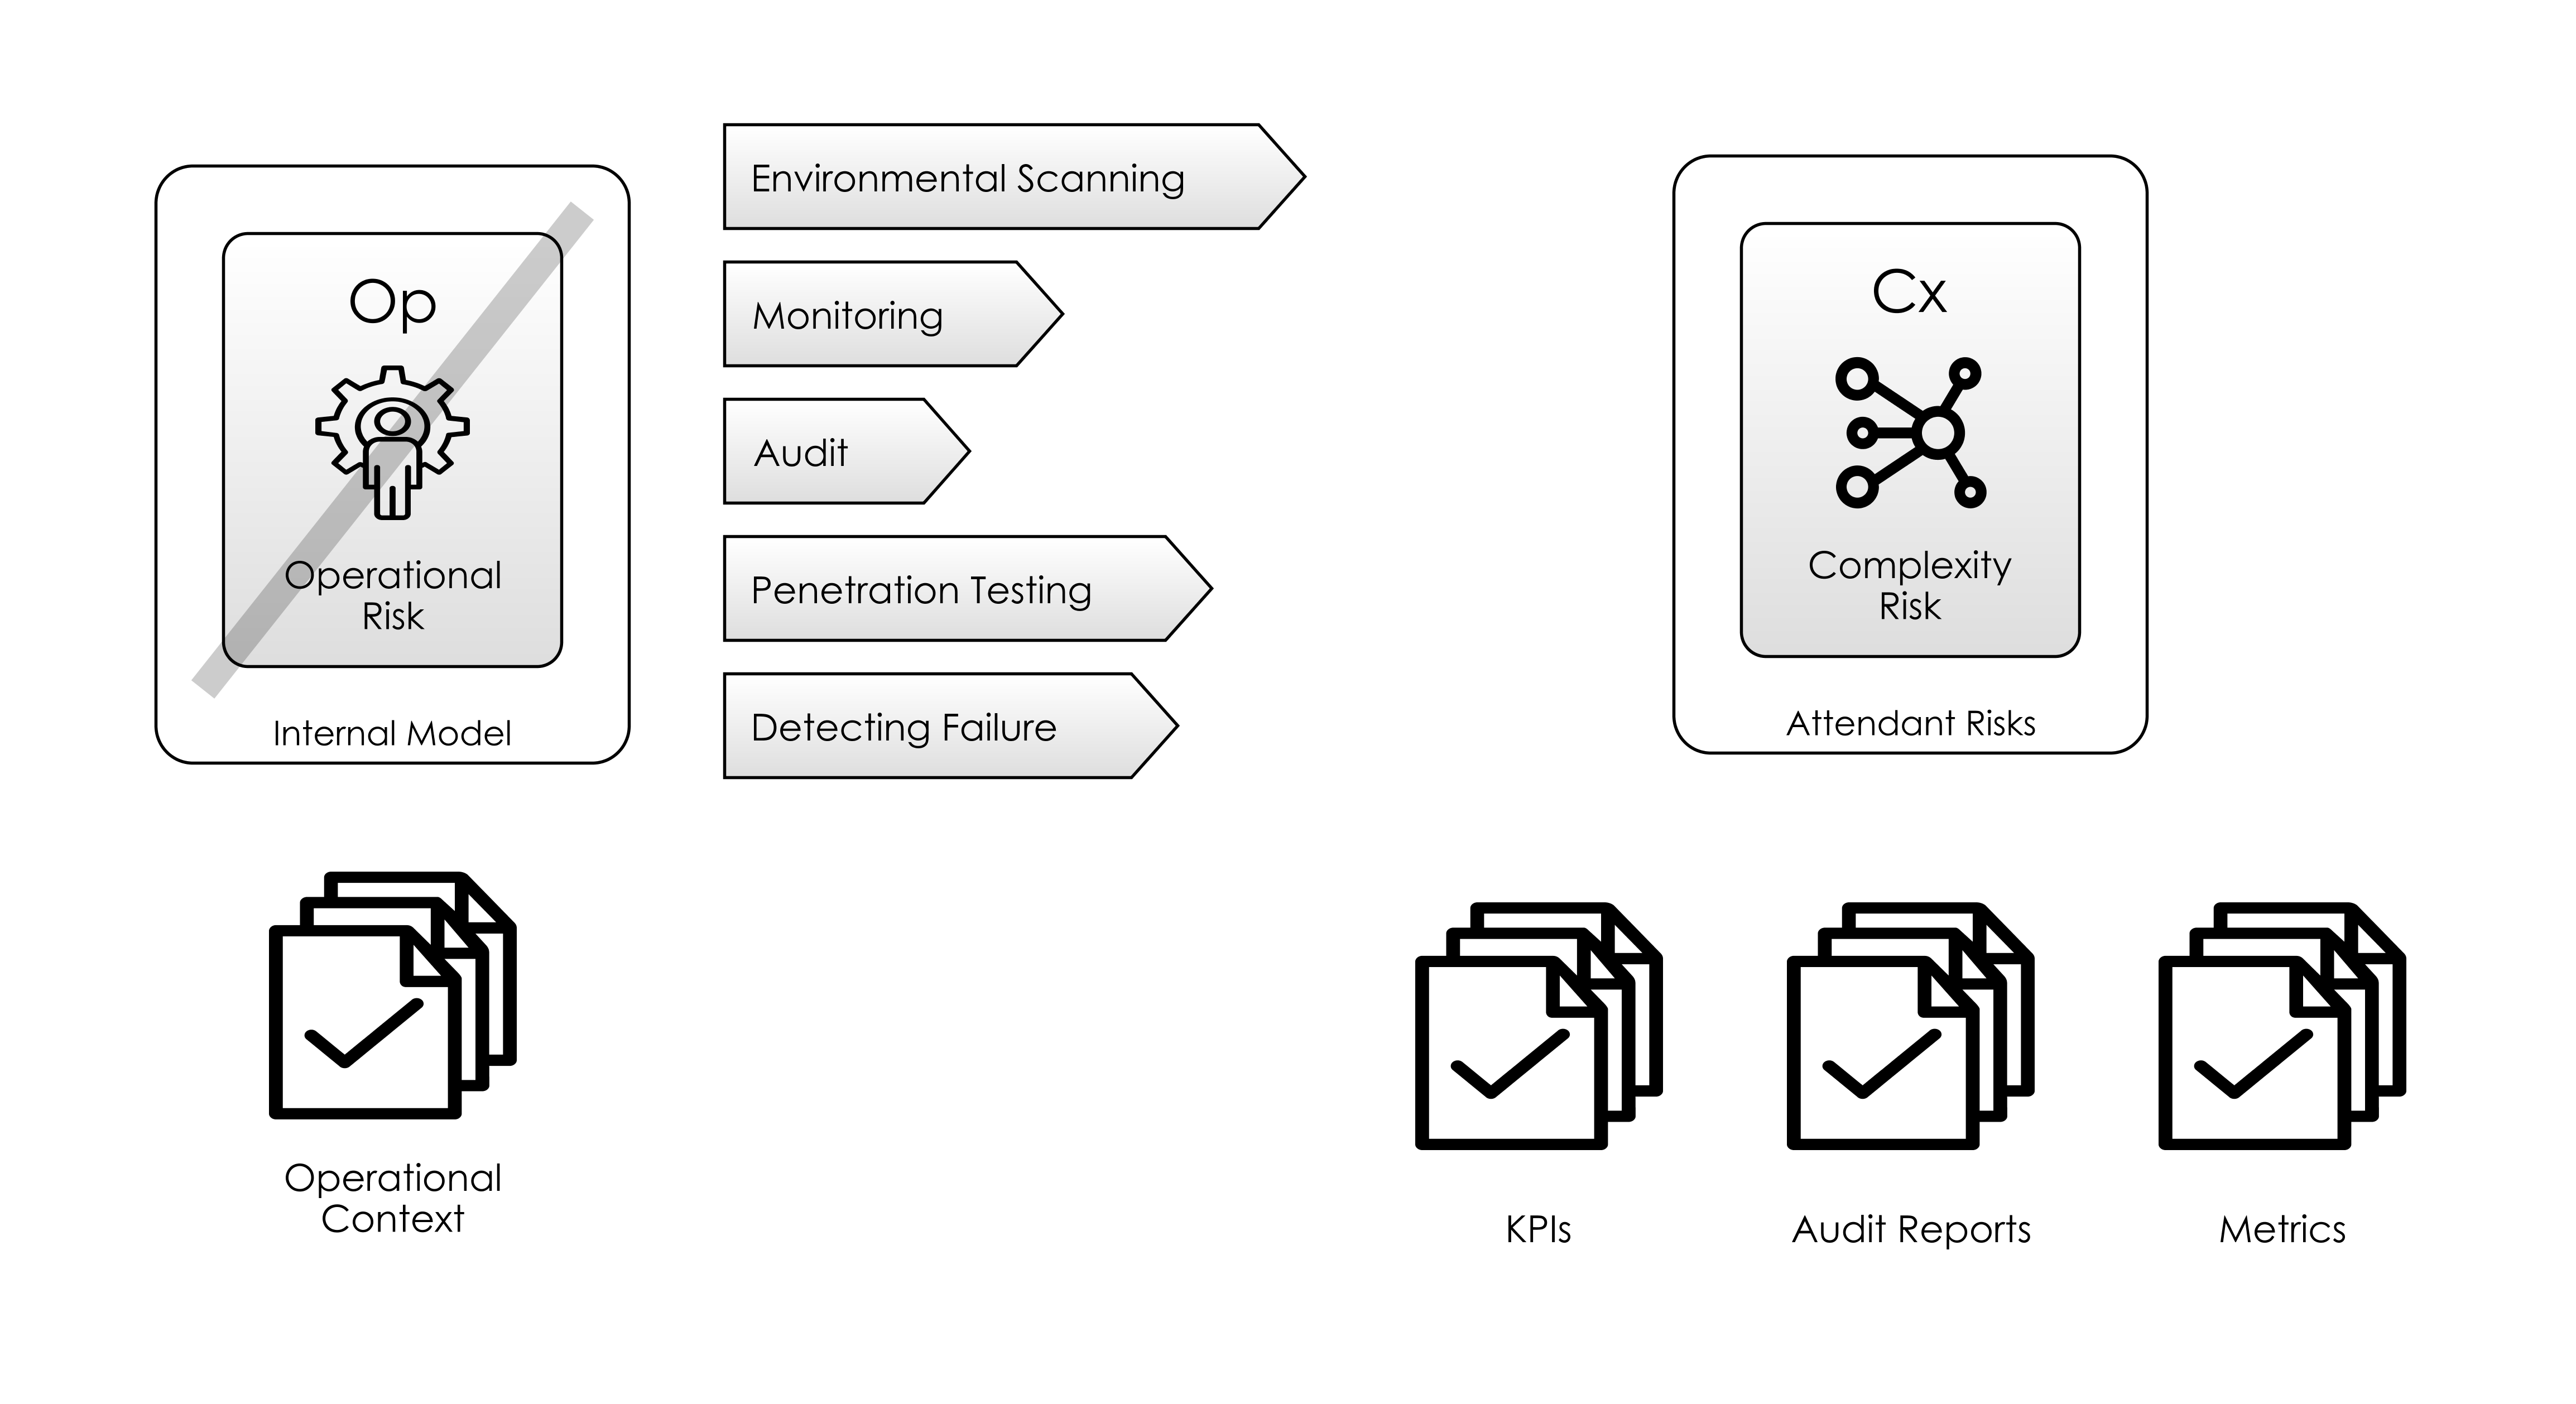 Op
Operational
Risk
Internal Model
Environmental Scanning
Monitoring
Audit
Penetration Testing
Detecting Failure
Cx
Complexity
Risk
Attendant Risks
Operational
Context
KPIs
Audit Reports
Metrics